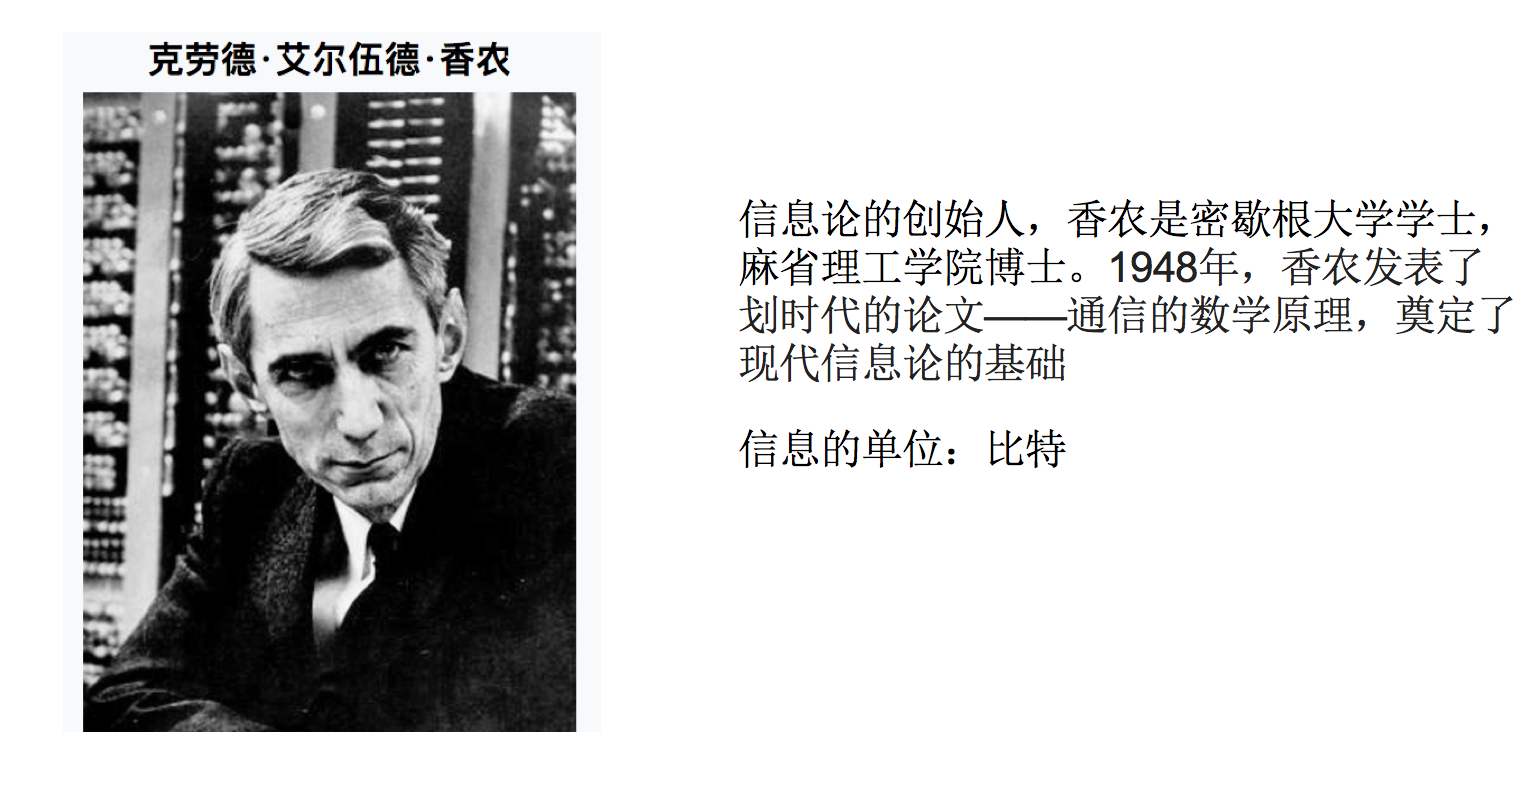 克劳德·艾尔伍德·香农
信息论的创始人，香农是密歇根大学学士，
麻省理工学院博士。1948年，香农发表了
划时代的论文——通信的数学原理，奠定了
现代信息论的基础
信息的单位：比特